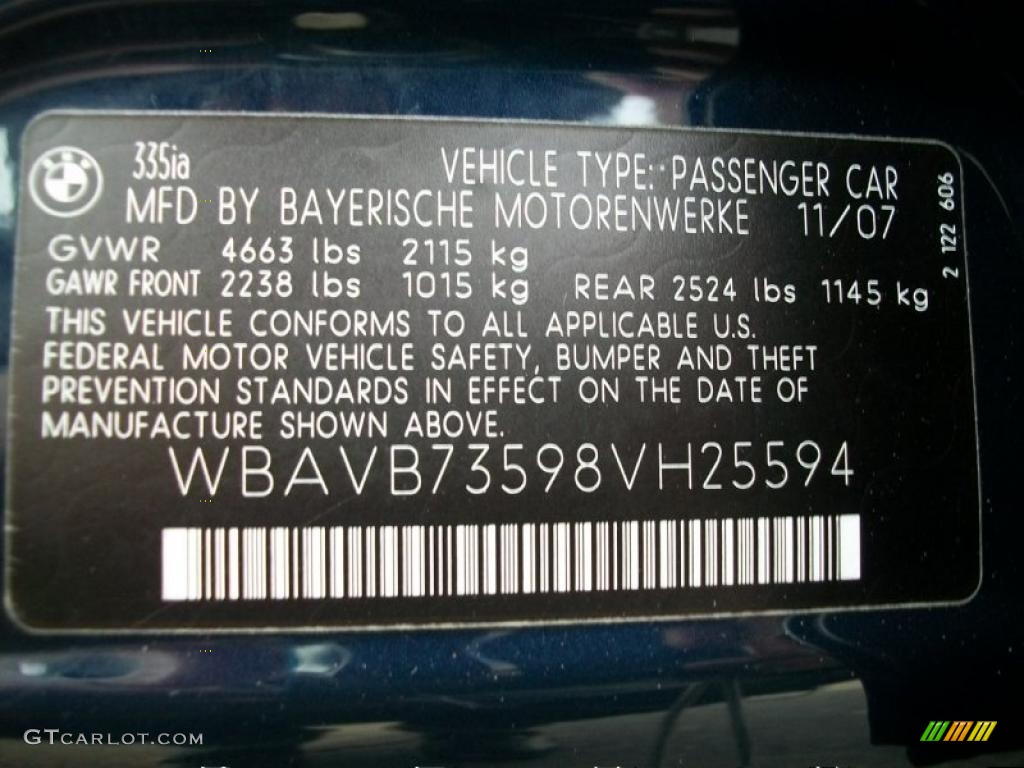 335ia
VEHICLE TYPE: PASSENGER CAR
MFD BY BAYERISCHE MOTORENWERKE 11/07
GVWR 4663 lbs 2115 kg
GAWR FRONT 2238 lbs 1015 kg REAR 2524 lbs 1145 kg
THIS VEHICLE CONFORMS TO ALL APPLICABLE U.S.
FEDERAL MOTOR VEHICLE SAFETY, BUMPER AND THEFT
PREVENTION STANDARDS IN EFFECT ON THE DATE OF
MANUFACTURE SHOWN ABOVE.
WBAVB73598VH25594
2 122 606
GTCARLOT.COM